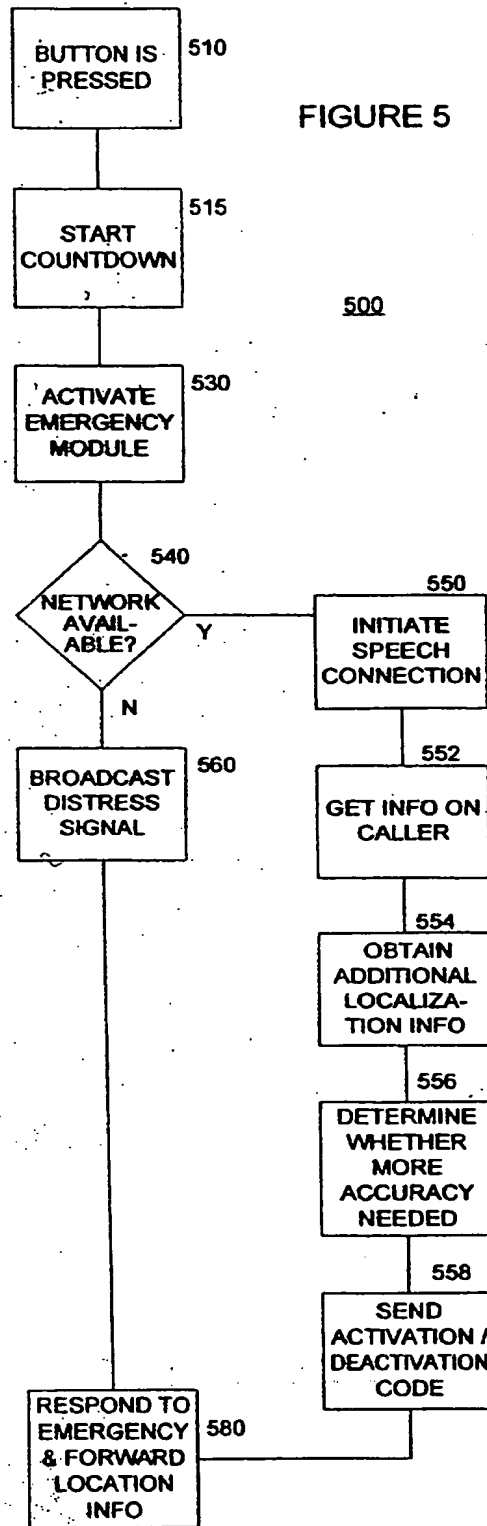 BUTTON IS
PRESSED
510
FIGURE 5
START
COUNTDOWN
515
500
ACTIVATE
EMERGENCY
MODULE
530
NETWORK
AVAIL-
ABLE?
540
Y
N
INITIATE
SPEECH
CONNECTION
550
BROADCAST
DISTRESS
SIGNAL
560
GET INFO ON
CALLER
552
OBTAIN
ADDITIONAL
LOCALIZA-
TION INFO
554
DETERMINE
WHETHER
MORE
ACCURACY
NEEDED
556
SEND
ACTIVATION /
DEACTIVATION
CODE
558
RESPOND TO
EMERGENCY
& FORWARD
LOCATION
INFO
580